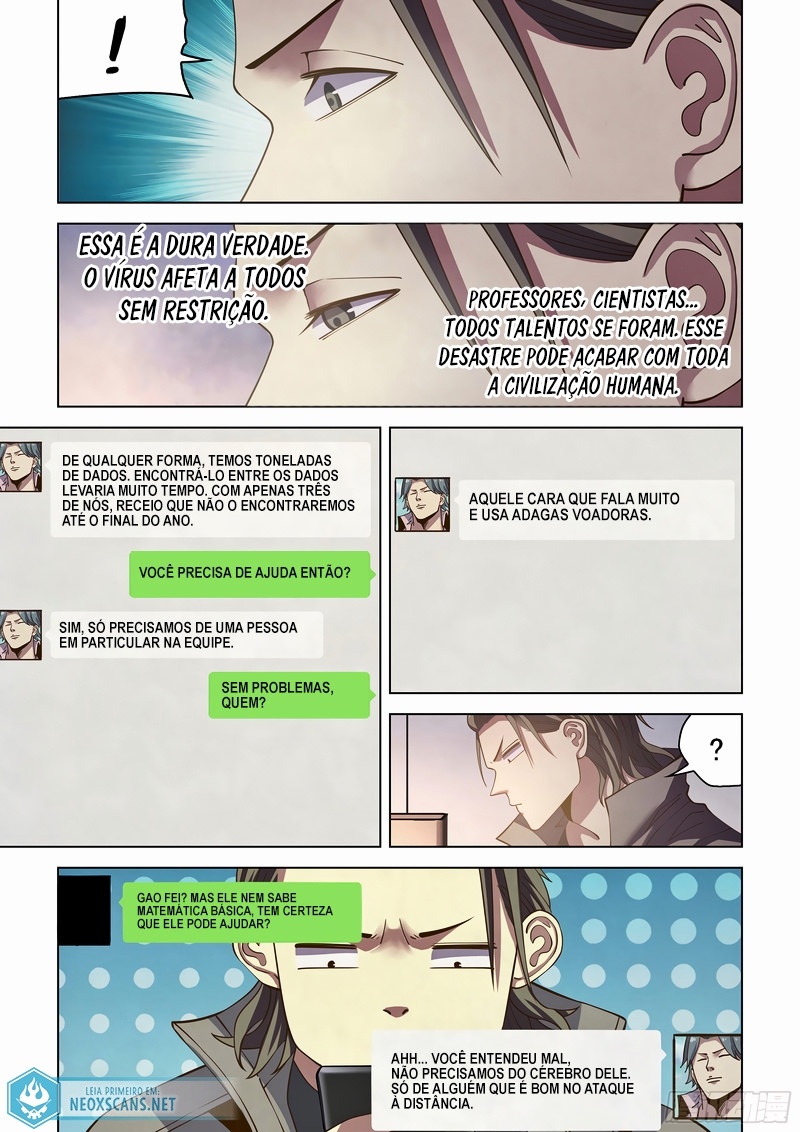 !
ESSA É A DURA VERDADE.
O VÍRUS AFETA A TODOS
SEM RESTRIÇÃO.
PROFESSORES, CIENTISTAS...
TODOS TALENTOS SE FORAM. ESSE
DESASTRE PODE ACABAR COM TODA
A CIVILIZAÇÃO HUMANA.
DE QUALQUER FORMA, TEMOS TONELADAS
DE DADOS. ENCONTRÁ-LO ENTRE OS DADOS
LEVARIA MUITO TEMPO. COM APENAS TRÊS
DE NÓS, RECEIO QUE NÃO O ENCONTRAREMOS
ATÉ O FINAL DO ANO.
VOCÊ PRECISA DE AJUDA ENTÃO?
SIM, SÓ PRECISAMOS DE UMA PESSOA
EM PARTICULAR NA EQUIPE.
SEM PROBLEMAS,
QUEM?
AQUELE CARA QUE FALA MUITO
E USA ADAGAS VOADORAS.
?
GAO FEI? MAS ELE NEM SABE
MATEMÁTICA BÁSICA, TEM CERTEZA
QUE ELE PODE AJUDAR?
AHH... VOCÊ ENTENDEU MAL,
NÃO PRECISAMOS DO CÉREBRO DELE.
SÓ DE ALGUÉM QUE É BOM NO ATAQUE
À DISTÂNCIA.
LEIA PRIMEIRO EM:
NEOXSCANS.NET